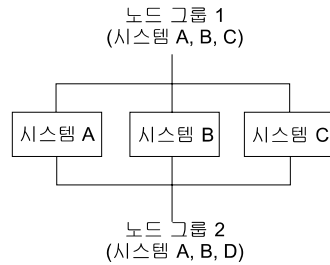 노드 그룹 1
(시스템 A, B, C)
시스템 A
시스템 B
시스템 C
노드 그룹 2
(시스템 A, B, D)